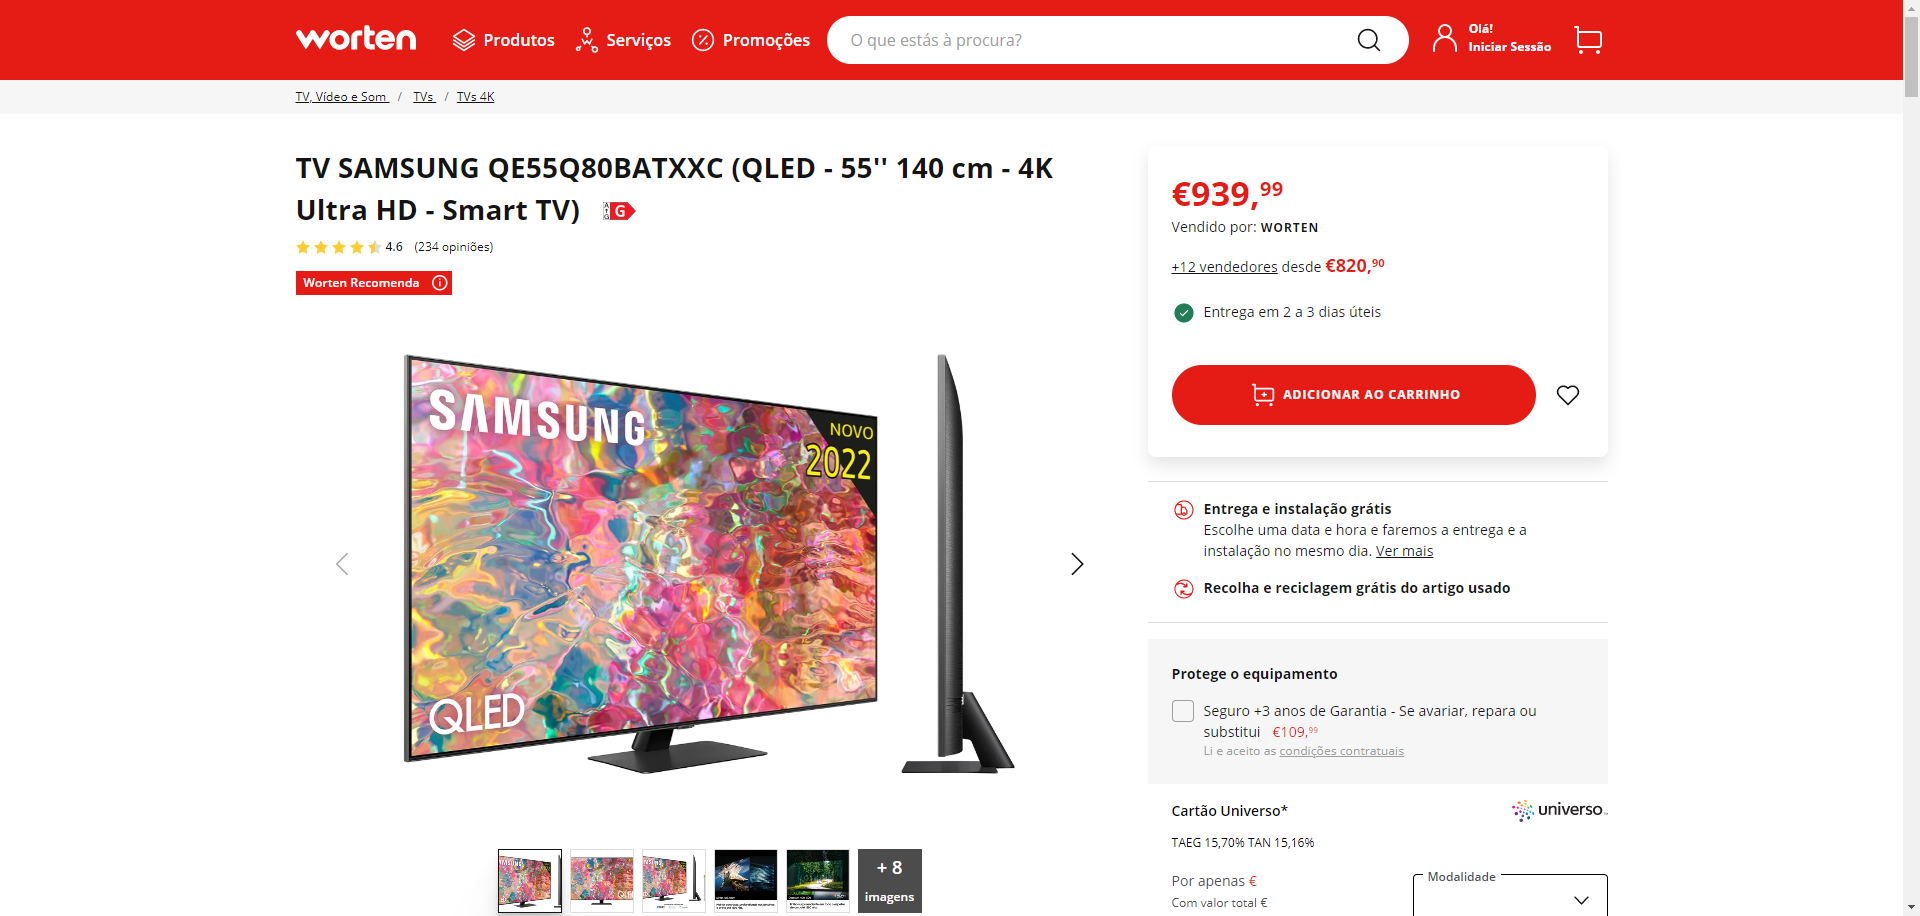 worten
Produtos
Serviços
Promoções
O que estás à procura?
Olá!
Iniciar Sessão
TV, Vídeo e Som / TVs / TVs 4K
TV SAMSUNG QE55Q80BATXXC (QLED - 55'' 140 cm - 4K
Ultra HD - Smart TV)
G
4.6 (234 opiniões)
Worten Recomenda
SAMSUNG
NOVO
2022
QLED
+ 8
imagens
€939,99
Vendido por: WORTEN
+12 vendedores desde €820,90
Entrega em 2 a 3 dias úteis
ADICIONAR AO CARRINHO
Entrega e instalação grátis
Escolhe uma data e hora e faremos a entrega e a
instalação no mesmo dia. Ver mais
Recolha e reciclagem grátis do artigo usado
Protege o equipamento
Seguro +3 anos de Garantia - Se avariar, repara ou
substitui €109,99
Li e aceito as condições contratuais
Cartão Universo*
universo
TAEG 15,70% TAN 15,16%
Por apenas €
Com valor total €
Modalidade